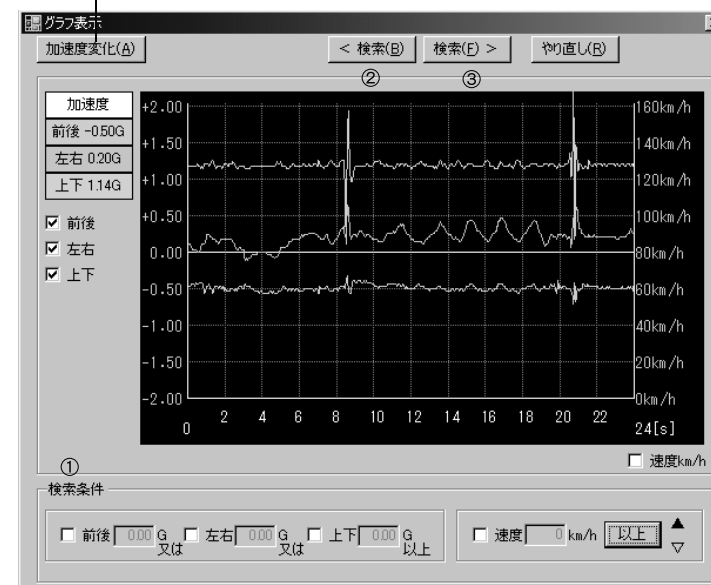 グラフ表示
加速度変化(A) < 検索(B) 検索(F) > やり直し(R)
② ③
加速度
前後 -0.50G
左右 0.20G
上下 1.14G
前後
左右
上下
+2.00
+1.50
+1.00
+0.50
0.00
-0.50
-1.00
-1.50
-2.00
160km/h
140km/h
120km/h
100km/h
80km/h
60km/h
40km/h
20km/h
0km/h
0 2 4 6 8 10 12 14 16 18 20 22 24[s]
速度km/h
①
検索条件
前後 0.00 G 又は 左右 0.00 G 又は 上下 0.00 G 以上
速度 0 km/h 以上 ▲
▽